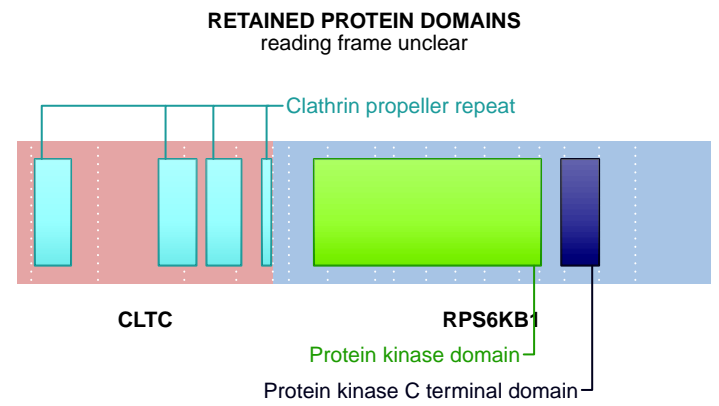 RETAINED PROTEIN DOMAINS
reading frame unclear
Clathrin propeller repeat
CLTC
RPS6KB1
Protein kinase domain
Protein kinase C terminal domain